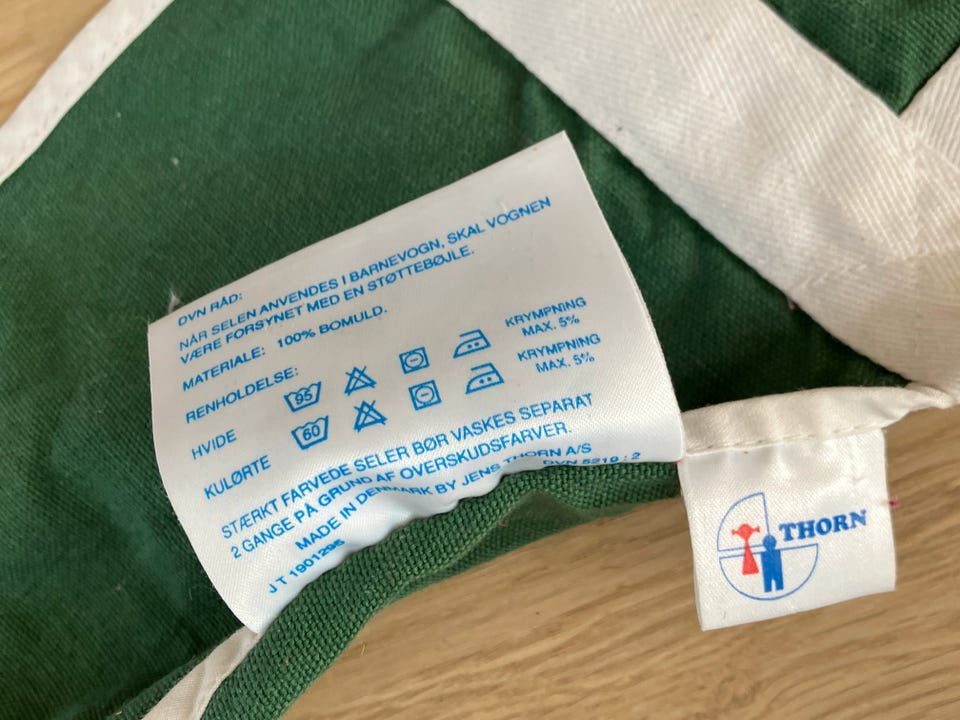 DVN RÅD:
NÅR SELEN ANVENDES I BARNEVOGN, SKAL VOGNEN
VÆRE FORSYNET MED EN STØTTEBØJLE.
MATERIALE: 100% BOMULD.
RENHOLDELSE:
HVIDE 95 KRYMPNING
MAX. 5%
KULØRTE 60 KRYMPNING
MAX. 5%
STÆRKT FARVEDE SELER BØR VASKES SEPARAT
2 GANGE PÅ GRUND AF OVERSKUDSFARVER.
MADE IN DENMARK BY JENS THORN A/S
JT 1901295 DVN 5219 : 2
THORN